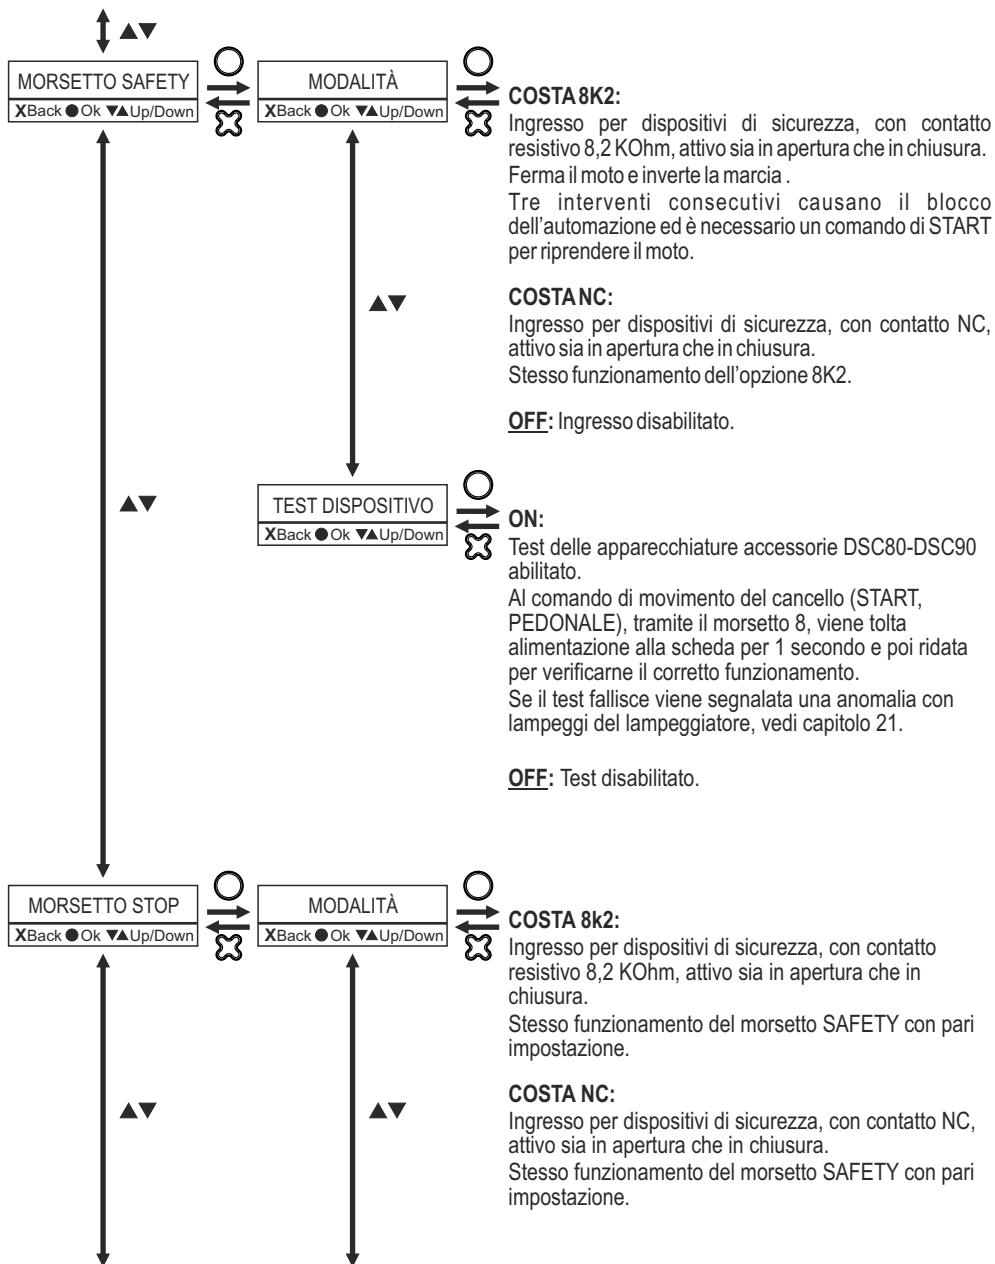 ▲▼
MORSETTO SAFETY
XBack ●Ok ▼▲Up/Down
MODALITÀ
XBack ●Ok ▼▲Up/Down
COSTA 8K2:
Ingresso per dispositivi di sicurezza, con contatto
resistivo 8,2 KOhm, attivo sia in apertura che in chiusura.
Ferma il moto e inverte la marcia .
Tre interventi consecutivi causano il blocco
dell'automazione ed è necessario un comando di START
per riprendere il moto.
▲▼
COSTA NC:
Ingresso per dispositivi di sicurezza, con contatto NC,
attivo sia in apertura che in chiusura.
Stesso funzionamento dell'opzione 8K2.
OFF: Ingresso disabilitato.
▲▼
TEST DISPOSITIVO
XBack ●Ok ▼▲Up/Down
ON:
Test delle apparecchiature accessorie DSC80-DSC90
abilitato.
Al comando di movimento del cancello (START,
PEDONALE), tramite il morsetto 8, viene tolta
alimentazione alla scheda per 1 secondo e poi ridata
per verificarne il corretto funzionamento.
Se il test fallisce viene segnalata una anomalia con
lampeggi del lampeggiatore, vedi capitolo 21.
OFF: Test disabilitato.
MORSETTO STOP
XBack ●Ok ▼▲Up/Down
MODALITÀ
XBack ●Ok ▼▲Up/Down
COSTA 8k2:
Ingresso per dispositivi di sicurezza, con contatto
resistivo 8,2 KOhm, attivo sia in apertura che in
chiusura.
Stesso funzionamento del morsetto SAFETY con pari
impostazione.
▲▼
▲▼
COSTA NC:
Ingresso per dispositivi di sicurezza, con contatto NC,
attivo sia in apertura che in chiusura.
Stesso funzionamento del morsetto SAFETY con pari
impostazione.